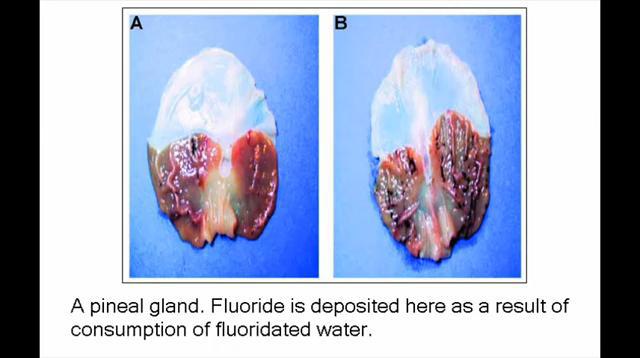 A
B
A pineal gland. Fluoride is deposited here as a result of
consumption of fluoridated water.